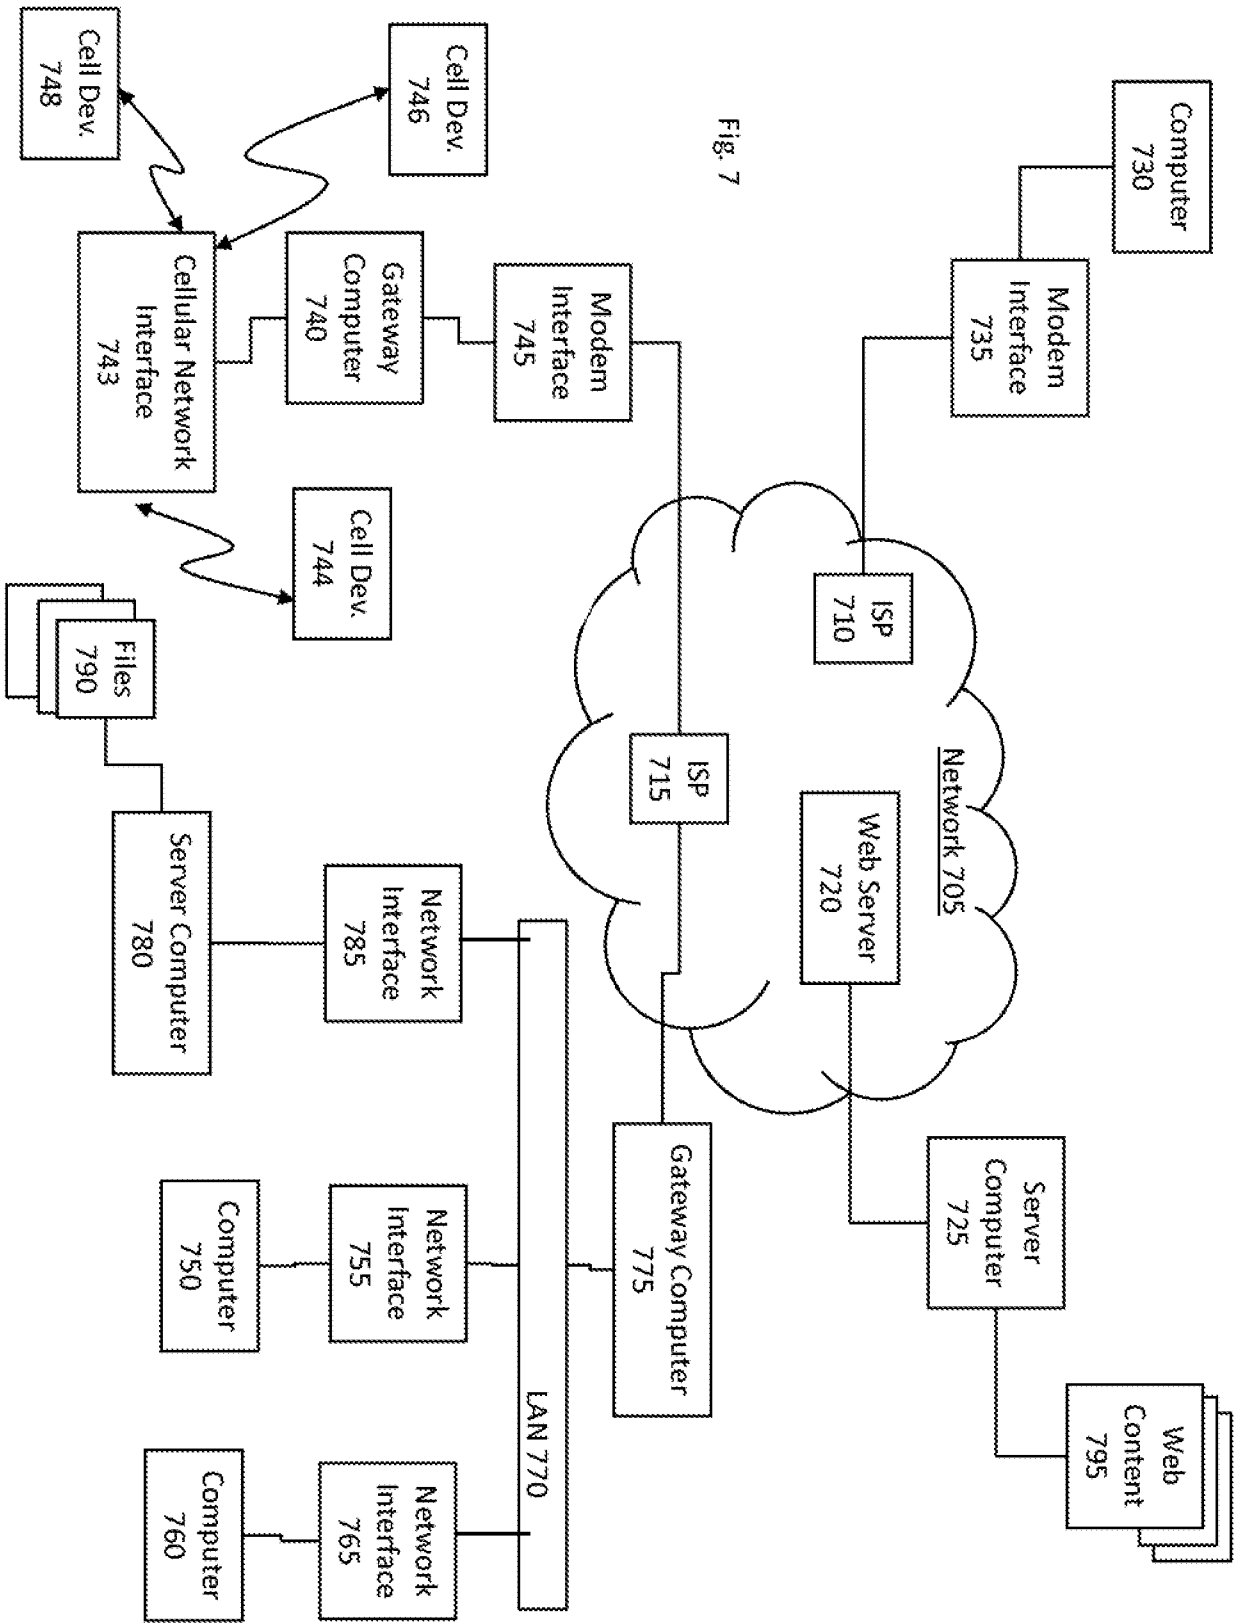 Computer
730
Modem
Interface
735
ISP
710
Network 705
Web Server
720
Server
Computer
725
Web
Content
795
Fig. 7
Cell Dev.
746
Cell Dev.
748
Modem
Interface
745
Gateway
Computer
740
Cellular Network
Interface
743
Cell Dev.
744
ISP
715
Gateway Computer
775
LAN 770
Files
790
Server Computer
780
Network
Interface
785
Network
Interface
755
Computer
750
Network
Interface
765
Computer
760